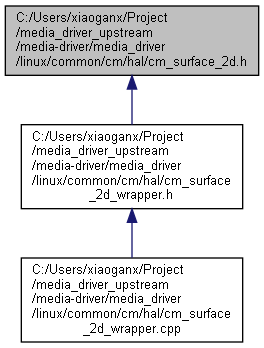 C:/Users/xiaoganx/Project
/media_driver_upstream
/media-driver/media_driver
/linux/common/cm/hal/cm_surface_2d.h
C:/Users/xiaoganx/Project
/media_driver_upstream
/media-driver/media_driver
/linux/common/cm/hal/cm_surface
_2d_wrapper.h
C:/Users/xiaoganx/Project
/media_driver_upstream
/media-driver/media_driver
/linux/common/cm/hal/cm_surface
_2d_wrapper.cpp